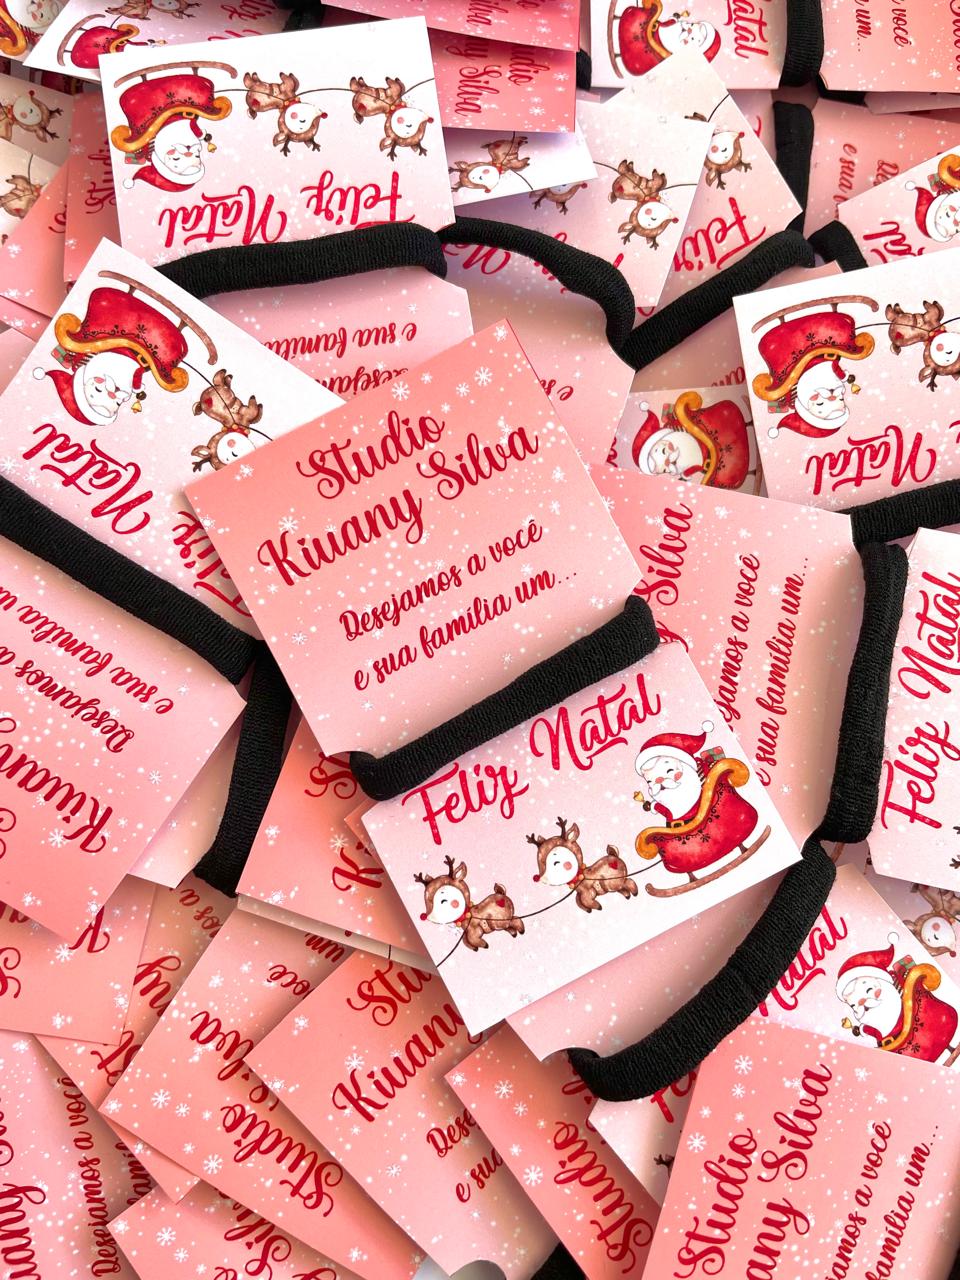 Studio
Kiuany Silva
Desejamos a você
e sua família um...
Feliz Natal